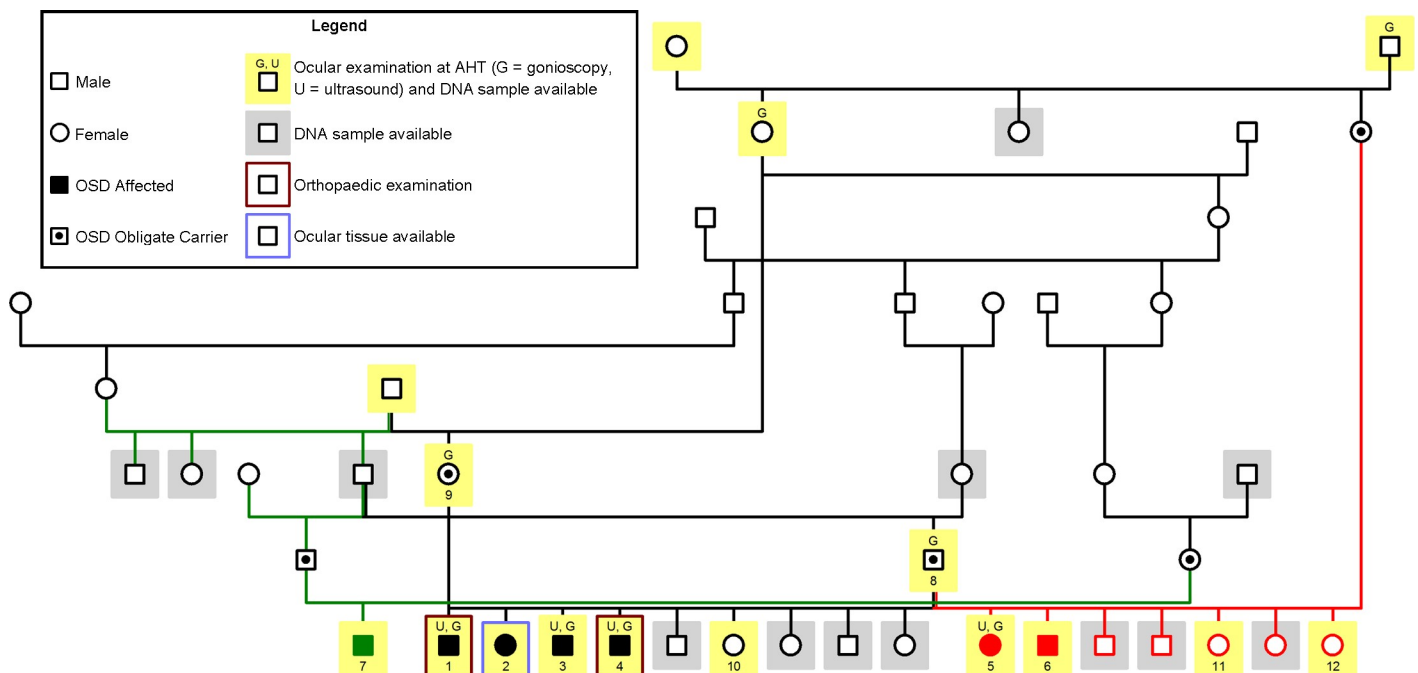 Legend
Male
G, U
Ocular examination at AHT (G = gonioscopy,
U = ultrasound) and DNA sample available
Female
DNA sample available
OSD Affected
Orthopaedic examination
OSD Obligate Carrier
Ocular tissue available
G
G
G
9
G
8
7
U, G
1
2
U, G
3
U, G
4
10
U, G
5
6
11
12